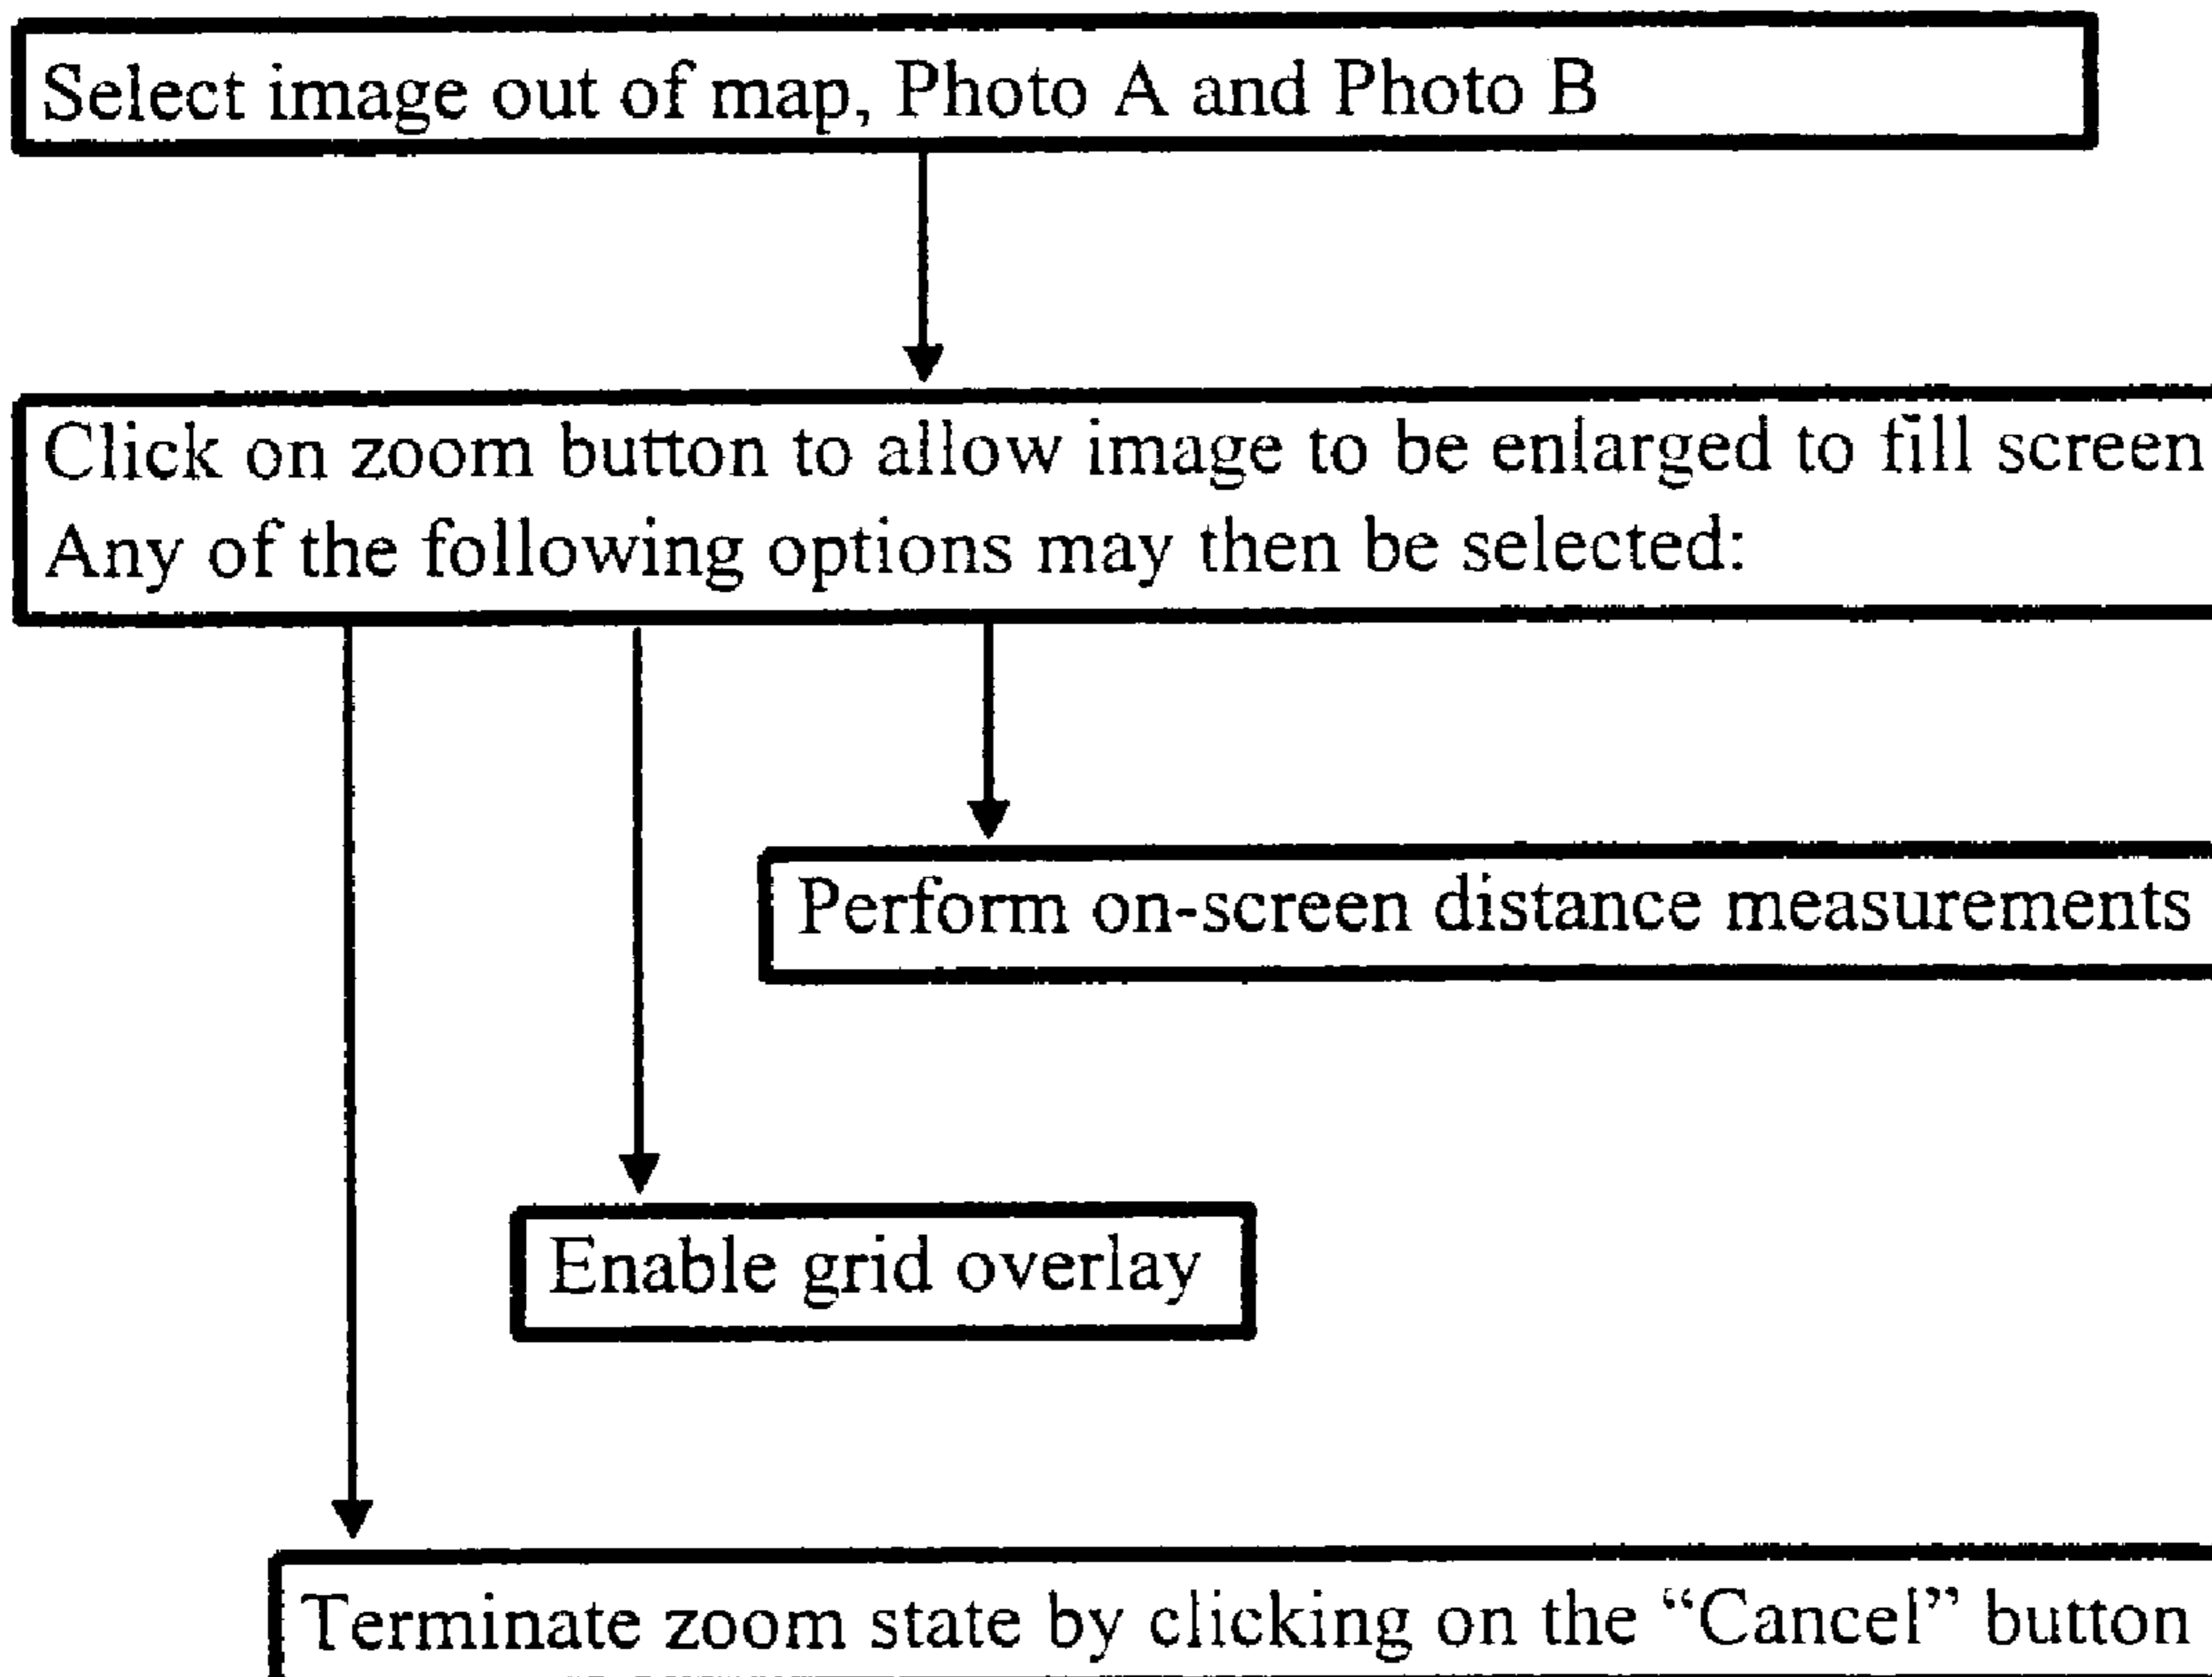 Select image out of map, Photo A and Photo B
Click on zoom button to allow image to be enlarged to fill screen
Any of the following options may then be selected:
Perform on-screen distance measurements
Enable grid overlay
Terminate zoom state by clicking on the “Cancel” button